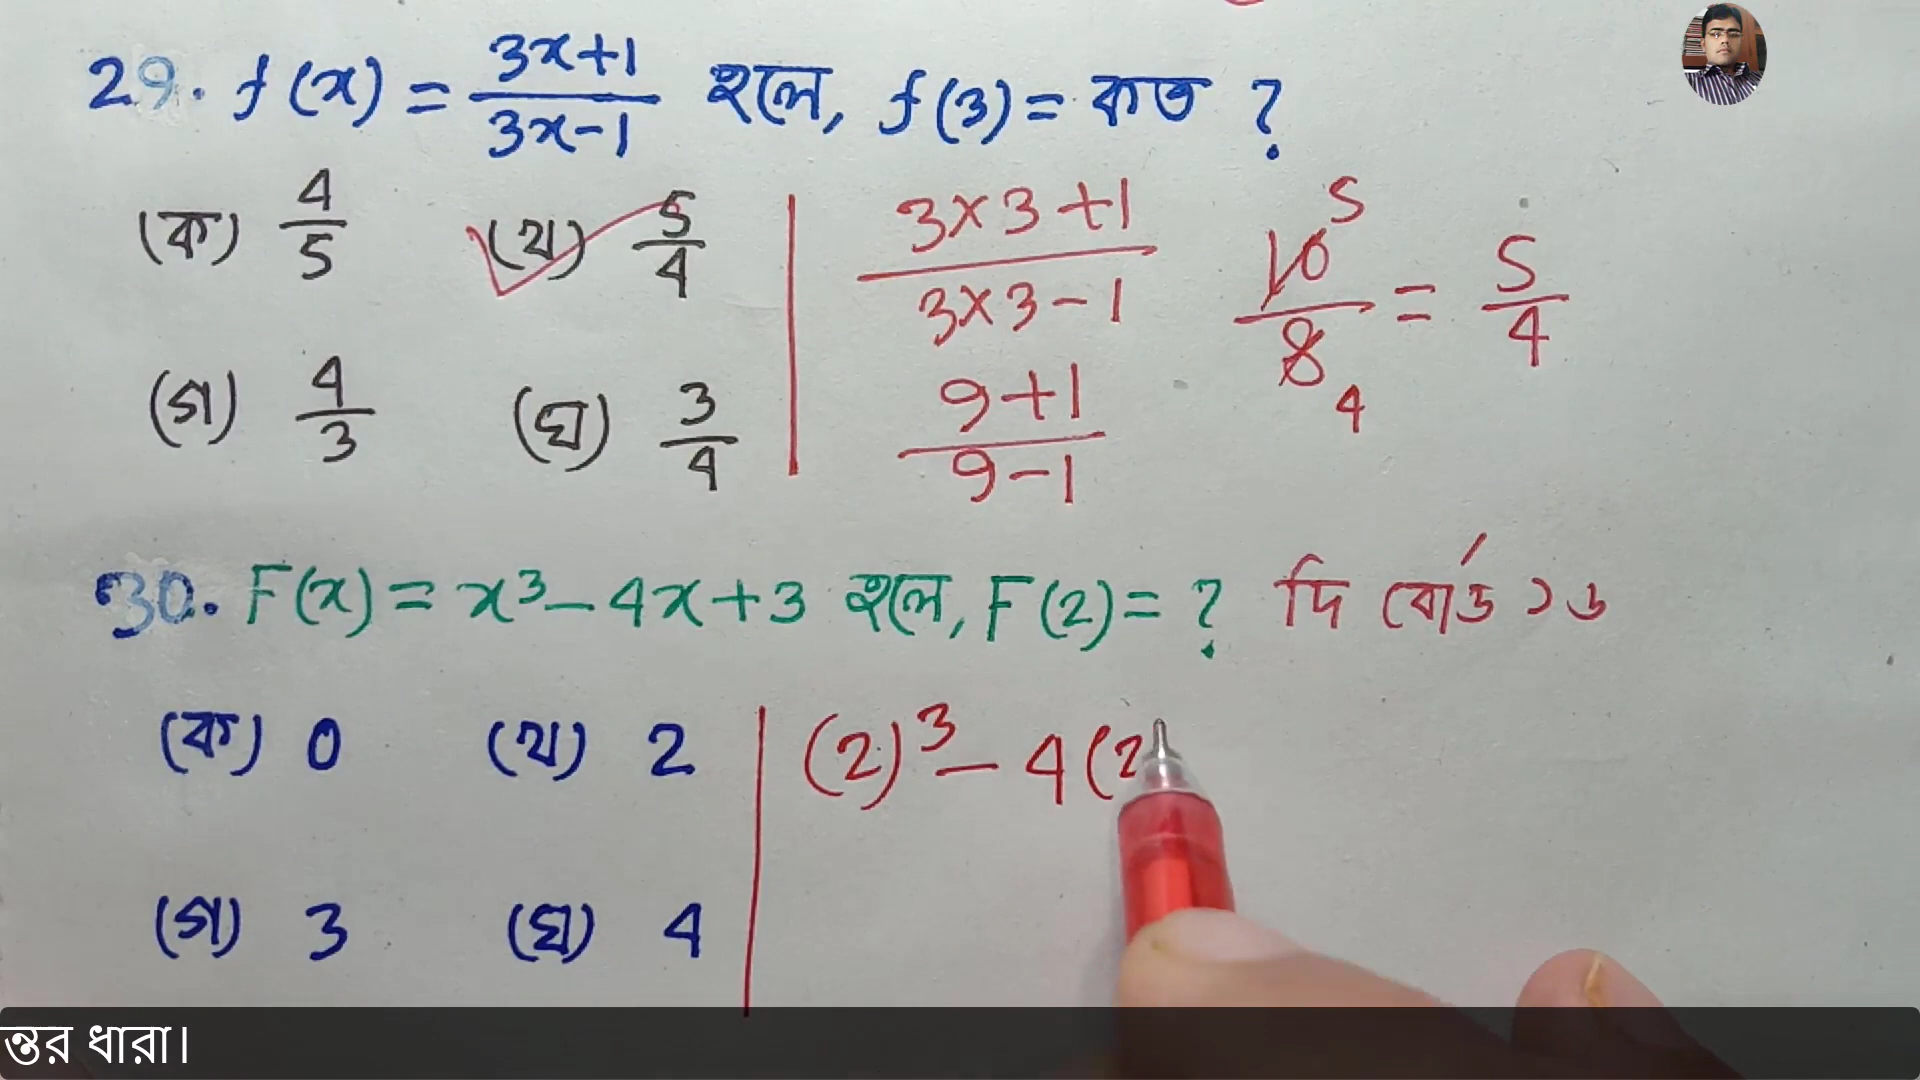 29. f(x) = 3x+1 / 3x-1 হলে, f(3) = কত ?
(ক) 4/5 (খ) 5/4
(গ) 4/3 (ঘ) 3/4
3×3+1 / 3×3-1
9+1 / 9-1
10 5 / 8 4 = 5/4
30. F(x) = x³-4x+3 হলে, F(2) = ? দি বোর্ড ১৬
(ক) 0 (খ) 2
(গ) 3 (ঘ) 4
(2)³ - 4(2
ন্তর ধারা।